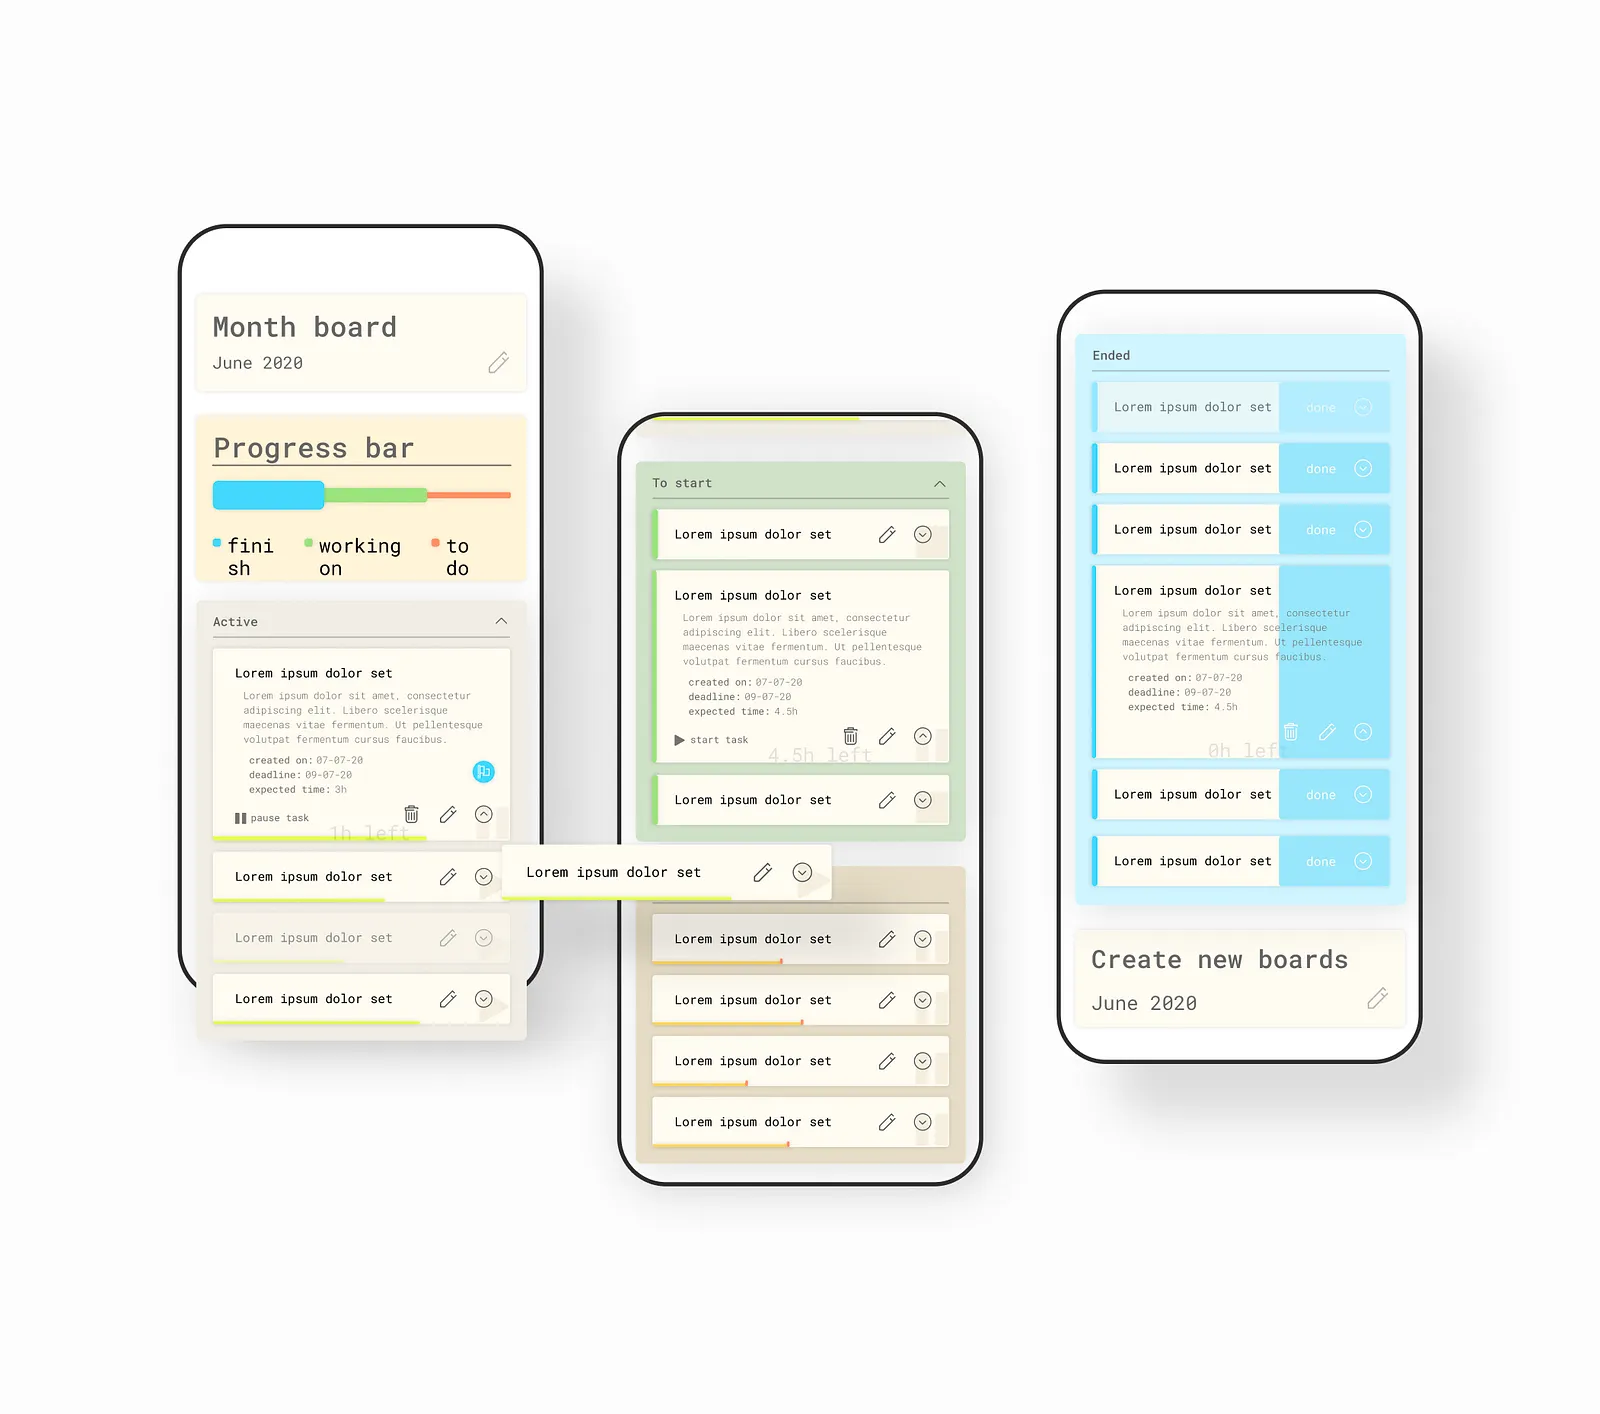 Month board
June 2020
Progress bar
fini
sh
working
on
to
do
Active
Lorem ipsum dolor set
Lorem ipsum dolor sit amet, consectetur
adipiscing elit. Libero scelerisque
maecenas vitae fermentum. Ut pellentesque
volutpat fermentum cursus faucibus.
created on: 07-07-20
deadline: 09-07-20
expected time: 3h
pause task
1h left
Lorem ipsum dolor set
Lorem ipsum dolor set
Lorem ipsum dolor set
Lorem ipsum dolor set
To start
Lorem ipsum dolor set
Lorem ipsum dolor set
Lorem ipsum dolor sit amet, consectetur
adipiscing elit. Libero scelerisque
maecenas vitae fermentum. Ut pellentesque
volutpat fermentum cursus faucibus.
created on: 07-07-20
deadline: 09-07-20
expected time: 4.5h
start task
4.5h left
Lorem ipsum dolor set
Lorem ipsum dolor set
Lorem ipsum dolor set
Lorem ipsum dolor set
Lorem ipsum dolor set
Ended
Lorem ipsum dolor set done
Lorem ipsum dolor set done
Lorem ipsum dolor set done
Lorem ipsum dolor set
Lorem ipsum dolor sit amet, consectetur
adipiscing elit. Libero scelerisque
maecenas vitae fermentum. Ut pellentesque
volutpat fermentum cursus faucibus.
created on: 07-07-20
deadline: 09-07-20
expected time: 4.5h
0h left
Lorem ipsum dolor set done
Lorem ipsum dolor set done
Create new boards
June 2020